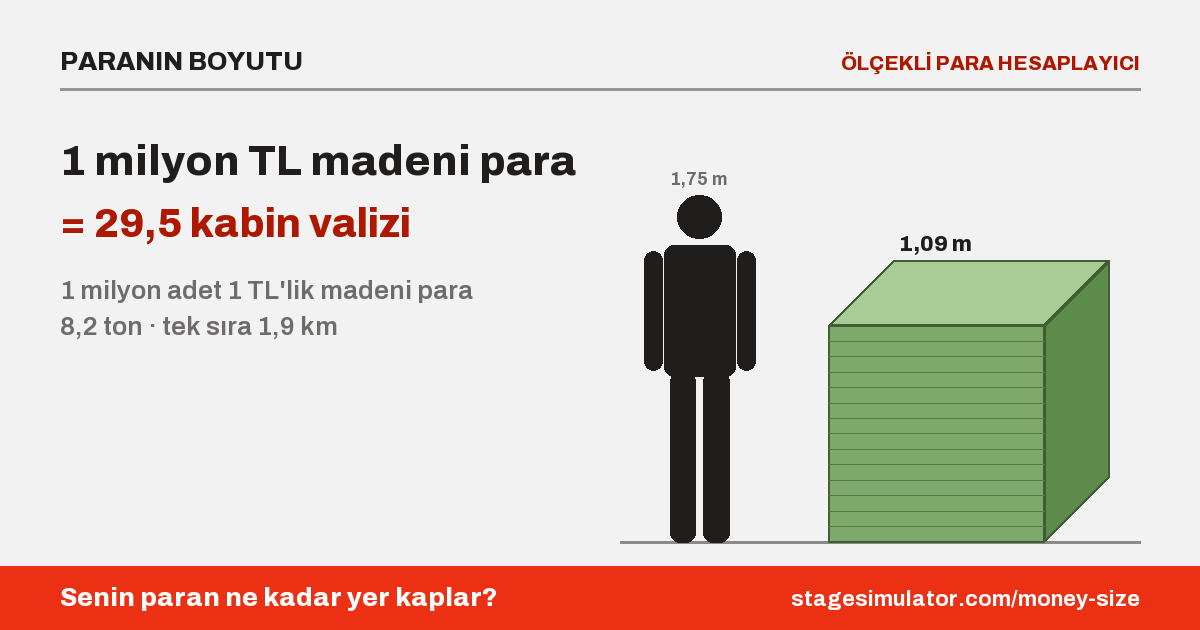 PARANIN BOYUTU
ÖLÇEKLİ PARA HESAPLAYICI
1 milyon TL madeni para
= 29,5 kabin valizi
1 milyon adet 1 TL'lik madeni para
8,2 ton · tek sıra 1,9 km
1,75 m
1,09 m
Senin paran ne kadar yer kaplar?
stagesimulator.com/money-size